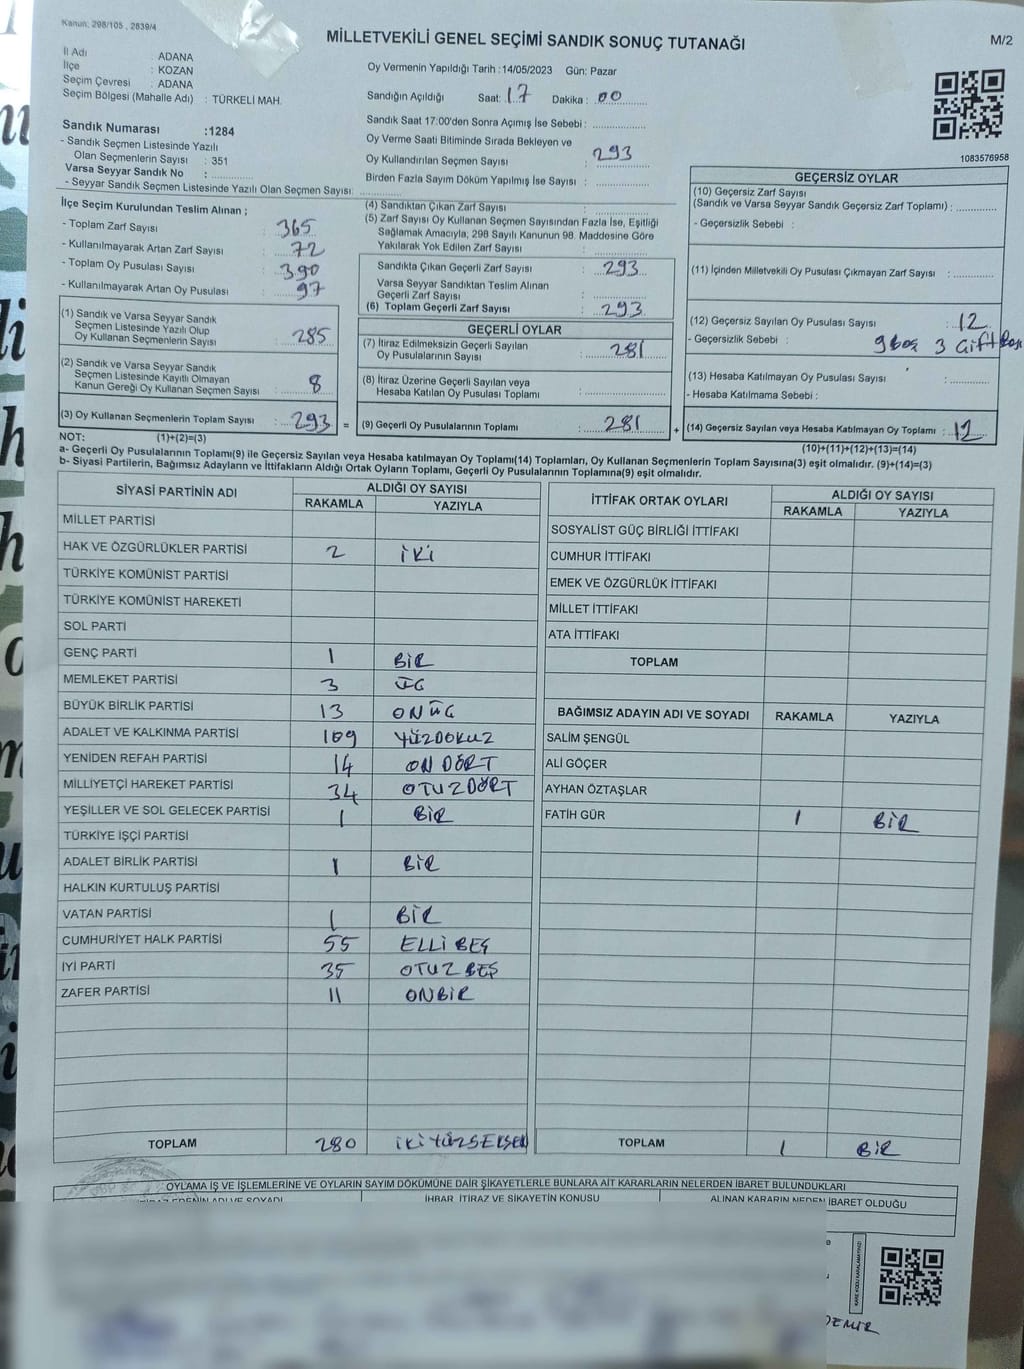 Kanun: 298/105 , 2839/4
MİLLETVEKİLİ GENEL SEÇİMİ SANDIK SONUÇ TUTANAĞI
M/2
İl Adı : ADANA
İlçe : KOZAN
Seçim Çevresi : ADANA
Seçim Bölgesi (Mahalle Adı) : TÜRKELİ MAH.
Sandık Numarası :1284
- Sandık Seçmen Listesinde Yazılı
Olan Seçmenlerin Sayısı : 351
Varsa Seyyar Sandık No :
- Seyyar Sandık Seçmen Listesinde Yazılı Olan Seçmen Sayısı:
Oy Vermenin Yapıldığı Tarih :14/05/2023 Gün: Pazar
Sandığın Açıldığı Saat: 17 Dakika : 00
Sandık Saat 17:00'den Sonra Açımış İse Sebebi :
Oy Verme Saati Bitiminde Sırada Bekleyen ve
Oy Kullandırılan Seçmen Sayısı : 293
Birden Fazla Sayım Döküm Yapılmış İse Sayısı :
1083576958
İlçe Seçim Kurulundan Teslim Alınan ;
- Toplam Zarf Sayısı : 365
- Kullanılmayarak Artan Zarf Sayısı : 72
- Toplam Oy Pusulası Sayısı : 390
- Kullanılmayarak Artan Oy Pusulası : 97
(1) Sandık ve Varsa Seyyar Sandık
Seçmen Listesinde Yazılı Olup
Oy Kullanan Seçmenlerin Sayısı : 285
(2) Sandık ve Varsa Seyyar Sandık
Seçmen Listesinde Kayıtlı Olmayan
Kanun Gereği Oy Kullanan Seçmen Sayısı : 8
(3) Oy Kullanan Seçmenlerin Toplam Sayısı : 293 =
(1)+(2)=(3)
(4) Sandıktan Çıkan Zarf Sayısı :
(5) Zarf Sayısı Oy Kullanan Seçmen Sayısından Fazla İse, Eşitliği
Sağlamak Amacıyla; 298 Sayılı Kanunun 98. Maddesine Göre
Yakılarak Yok Edilen Zarf Sayısı :
Sandıkta Çıkan Geçerli Zarf Sayısı : 293
Varsa Seyyar Sandıktan Teslim Alınan
Geçerli Zarf Sayısı :
(6) Toplam Geçerli Zarf Sayısı : 293
GEÇERLİ OYLAR
(7) İtiraz Edilmeksizin Geçerli Sayılan
Oy Pusulalarının Sayısı : 281
(8) İtiraz Üzerine Geçerli Sayılan veya
Hesaba Katılan Oy Pusulası Toplamı :
(9) Geçerli Oy Pusulalarının Toplamı : 281 +
GEÇERSİZ OYLAR
(10) Geçersiz Zarf Sayısı
(Sandık ve Varsa Seyyar Sandık Geçersiz Zarf Toplamı) :
- Geçersizlik Sebebi :
(11) İçinden Milletvekili Oy Pusulası Çıkmayan Zarf Sayısı :
(12) Geçersiz Sayılan Oy Pusulası Sayısı : 12
- Geçersizlik Sebebi : 9 boş 3 Çift
(13) Hesaba Katılmayan Oy Pusulası Sayısı :
- Hesaba Katılmama Sebebi :
(14) Geçersiz Sayılan veya Hesaba Katılmayan Oy Toplamı : 12
(10)+(11)+(12)+(13)=(14)
NOT:
a- Geçerli Oy Pusulalarının Toplamı(9) ile Geçersiz Sayılan veya Hesaba katılmayan Oy Toplamı(14) Toplamları, Oy Kullanan Seçmenlerin Toplam Sayısına(3) eşit olmalıdır. (9)+(14)=(3)
b- Siyasi Partilerin, Bağımsız Adayların ve İttifakların Aldığı Ortak Oyların Toplamı, Geçerli Oy Pusulalarının Toplamına(9) eşit olmalıdır.
SİYASİ PARTİNİN ADI ALDIĞI OY SAYISI
RAKAMLA YAZIYLA
MİLLET PARTİSİ
HAK VE ÖZGÜRLÜKLER PARTİSİ 2 İKİ
TÜRKİYE KOMÜNİST PARTİSİ
TÜRKİYE KOMÜNİST HAREKETİ
SOL PARTİ
GENÇ PARTİ 1 BİR
MEMLEKET PARTİSİ 3 ÜÇ
BÜYÜK BİRLİK PARTİSİ 13 ONÜÇ
ADALET VE KALKINMA PARTİSİ 109 YÜZDOKUZ
YENİDEN REFAH PARTİSİ 14 ON DÖRT
MİLLİYETÇİ HAREKET PARTİSİ 34 OTUZDÖRT
YEŞİLLER VE SOL GELECEK PARTİSİ 1 BİR
TÜRKİYE İŞÇİ PARTİSİ
ADALET BİRLİK PARTİSİ 1 BİR
HALKIN KURTULUŞ PARTİSİ
VATAN PARTİSİ 1 BİR
CUMHURİYET HALK PARTİSİ 55 ELLİ BEŞ
İYİ PARTİ 35 OTUZ BEŞ
ZAFER PARTİSİ 11 ONBİR
TOPLAM 280 İKİYÜZSEKSEN
İTTİFAK ORTAK OYLARI ALDIĞI OY SAYISI
RAKAMLA YAZIYLA
SOSYALİST GÜÇ BİRLİĞİ İTTİFAKI
CUMHUR İTTİFAKI
EMEK VE ÖZGÜRLÜK İTTİFAKI
MİLLET İTTİFAKI
ATA İTTİFAKI
TOPLAM
BAĞIMSIZ ADAYIN ADI VE SOYADI RAKAMLA YAZIYLA
SALİM ŞENGÜL
ALİ GÖÇER
AYHAN ÖZTAŞLAR
FATİH GÜR 1 BİR
TOPLAM 1 BİR
OYLAMA İŞ VE İŞLEMLERİNE VE OYLARIN SAYIM DÖKÜMÜNE DAİR ŞİKAYETLERLE BUNLARA AİT KARARLARIN NELERDEN İBARET BULUNDUKLARI
ADI VE SOYADI İHBAR, İTİRAZ VE ŞİKAYETİN KONUSU ALINAN KARARIN NEDEN İBARET OLDUĞU
DEMİR